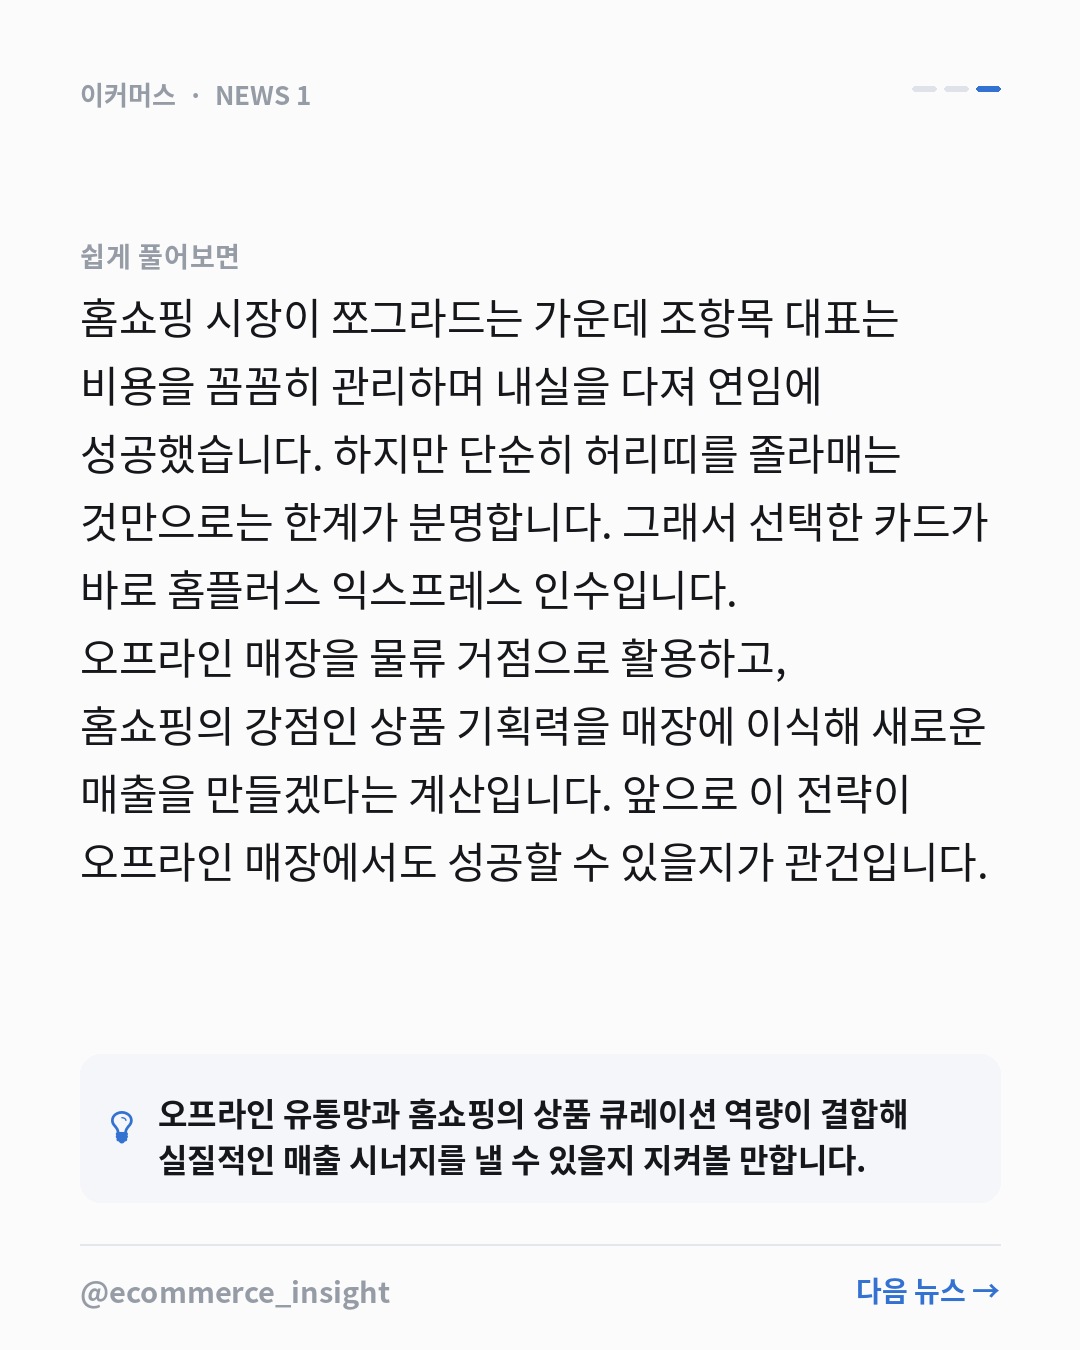 이커머스 · NEWS 1
쉽게 풀어보면
홈쇼핑 시장이 쪼그라드는 가운데 조항목 대표는
비용을 꼼꼼히 관리하며 내실을 다져 연임에
성공했습니다. 하지만 단순히 허리띠를 졸라매는
것만으로는 한계가 분명합니다. 그래서 선택한 카드가
바로 홈플러스 익스프레스 인수입니다.
오프라인 매장을 물류 거점으로 활용하고,
홈쇼핑의 강점인 상품 기획력을 매장에 이식해 새로운
매출을 만들겠다는 계산입니다. 앞으로 이 전략이
오프라인 매장에서도 성공할 수 있을지가 관건입니다.
오프라인 유통망과 홈쇼핑의 상품 큐레이션 역량이 결합해
실질적인 매출 시너지를 낼 수 있을지 지켜볼 만합니다.
@ecommerce_insight
다음 뉴스 →